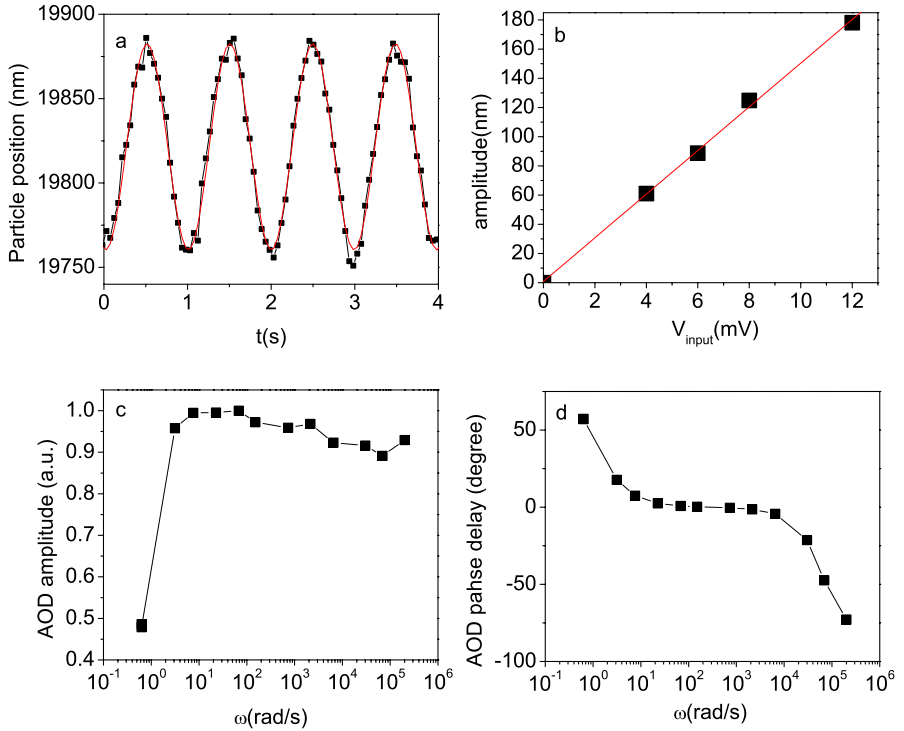 a
19900
19850
19800
19750
Particle position (nm)
0 1 2 3 4
t(s)
b
180
160
140
120
100
80
60
40
20
0
amplitude(nm)
0 2 4 6 8 10 12
V_input(mV)
c
1.0
0.9
0.8
0.7
0.6
0.5
0.4
AOD amplitude (a.u.)
10^-1 10^0 10^1 10^2 10^3 10^4 10^5 10^6
ω(rad/s)
d
50
0
-50
-100
AOD pahse delay (degree)
10^-1 10^0 10^1 10^2 10^3 10^4 10^5 10^6
ω(rad/s)